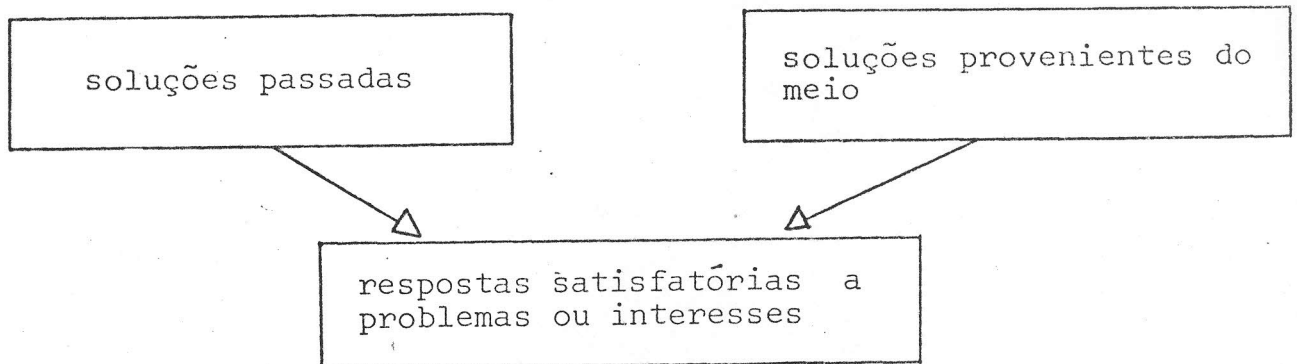 soluções passadas
soluções provenientes do
meio
respostas satisfatórias a
problemas ou interesses